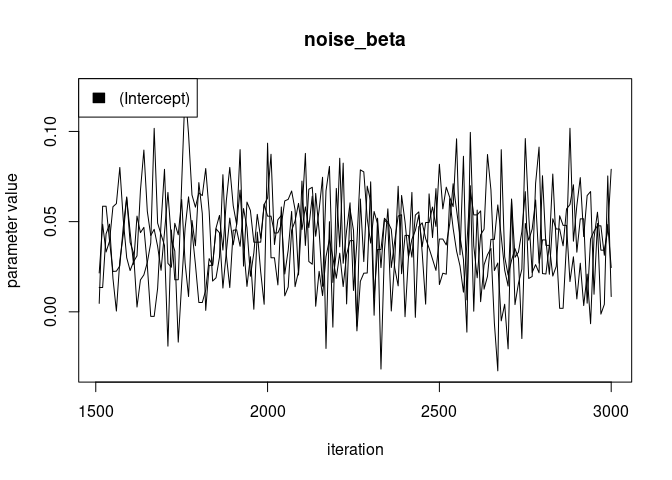 noise_beta
(Intercept)
parameter value
0.10
0.05
0.00
1500 2000 2500 3000
iteration